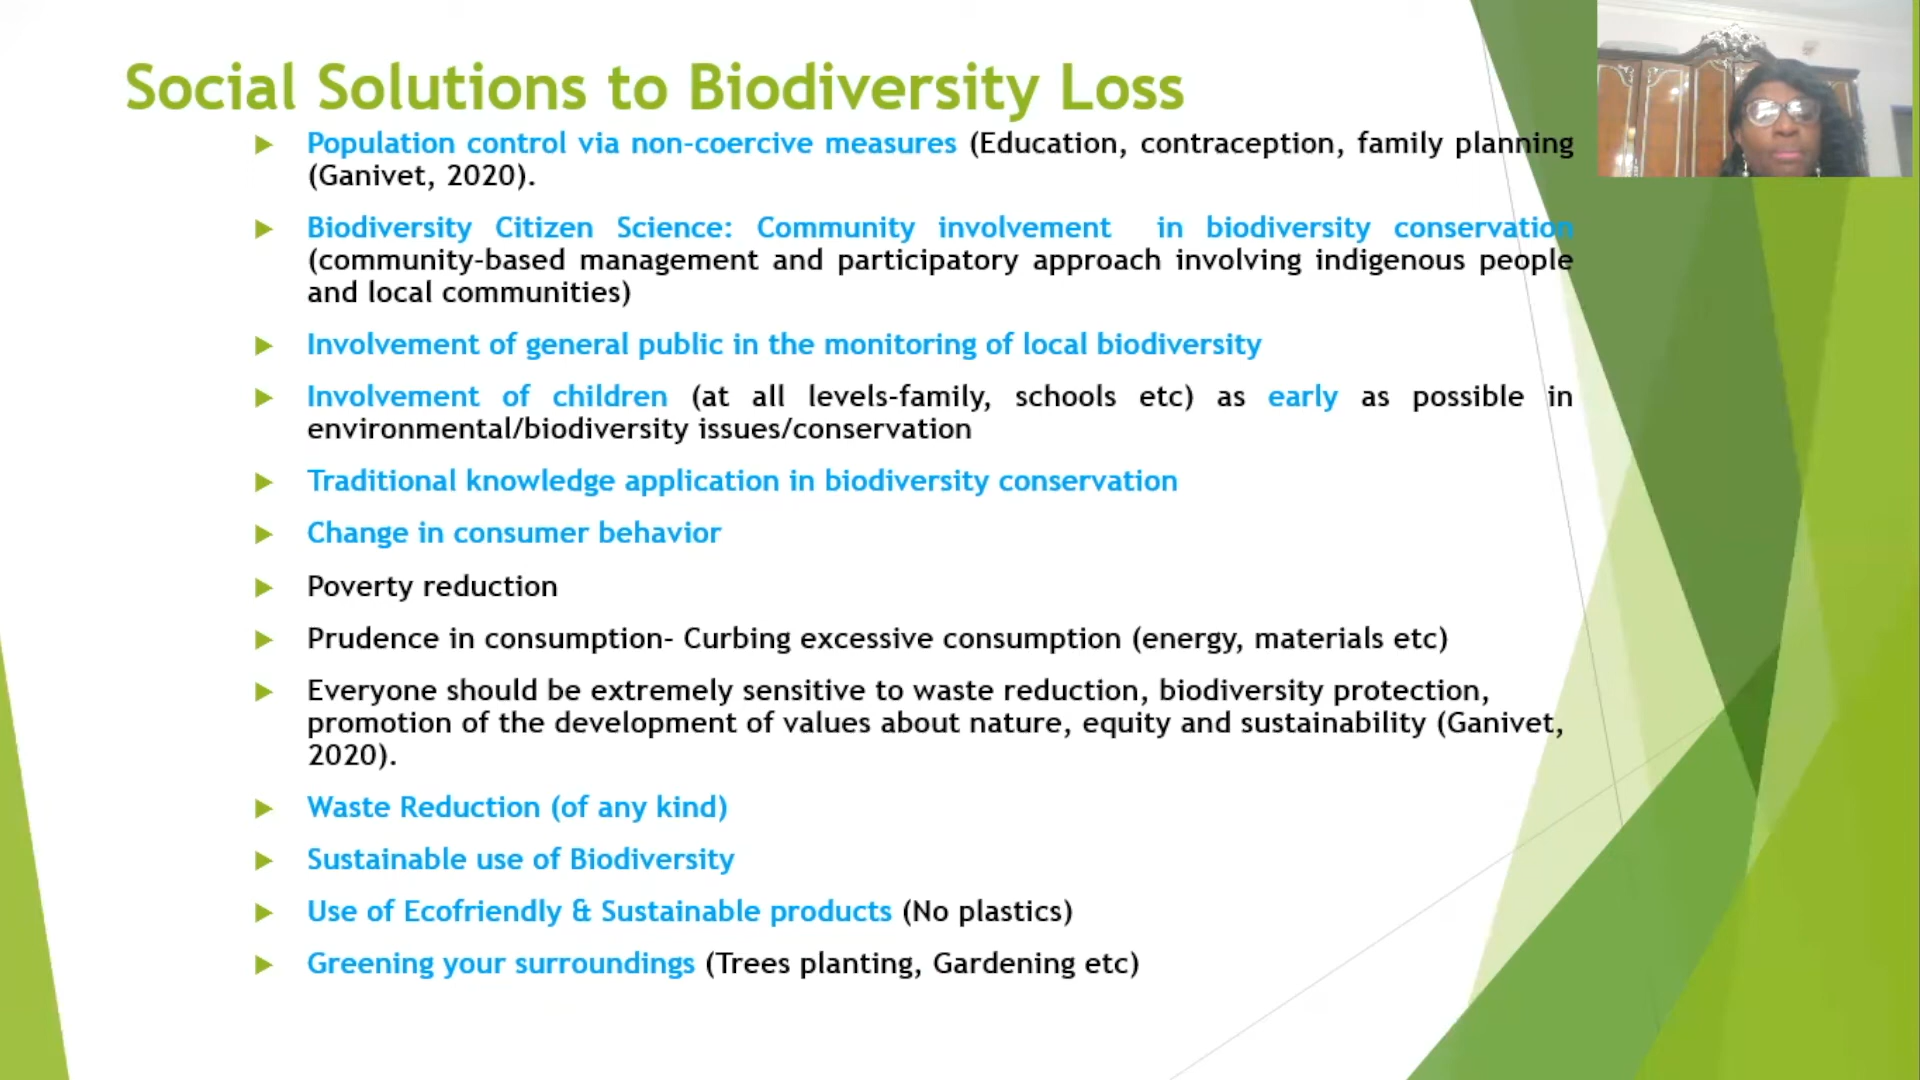 Social Solutions to Biodiversity Loss
Population control via non-coercive measures (Education, contraception, family planning
(Ganivet, 2020).
Biodiversity Citizen Science: Community involvement in biodiversity conservation
(community-based management and participatory approach involving indigenous people
and local communities)
Involvement of general public in the monitoring of local biodiversity
Involvement of children (at all levels-family, schools etc) as early as possible in
environmental/biodiversity issues/conservation
Traditional knowledge application in biodiversity conservation
Change in consumer behavior
Poverty reduction
Prudence in consumption- Curbing excessive consumption (energy, materials etc)
Everyone should be extremely sensitive to waste reduction, biodiversity protection,
promotion of the development of values about nature, equity and sustainability (Ganivet,
2020).
Waste Reduction (of any kind)
Sustainable use of Biodiversity
Use of Ecofriendly & Sustainable products (No plastics)
Greening your surroundings (Trees planting, Gardening etc)